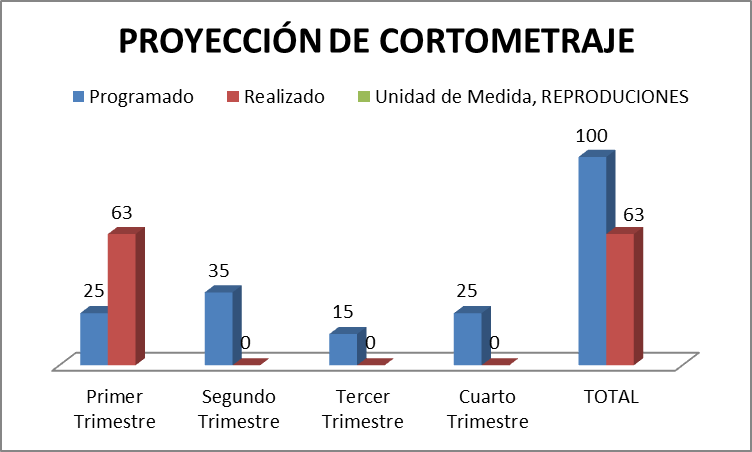 PROYECCIÓN DE CORTOMETRAJE
Programado Realizado Unidad de Medida, REPRODUCIONES
25 63 35 0 15 0 25 0 100 63
Primer Trimestre
Segundo Trimestre
Tercer Trimestre
Cuarto Trimestre
TOTAL